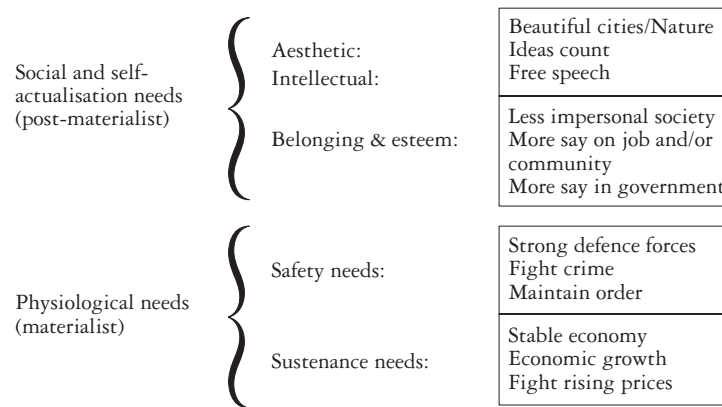 Social and self-
actualisation needs
(post-materialist)
Aesthetic:
Intellectual:
Beautiful cities/Nature
Ideas count
Free speech
Belonging & esteem:
Less impersonal society
More say on job and/or
community
More say in government
Physiological needs
(materialist)
Safety needs:
Strong defence forces
Fight crime
Maintain order
Sustenance needs:
Stable economy
Economic growth
Fight rising prices